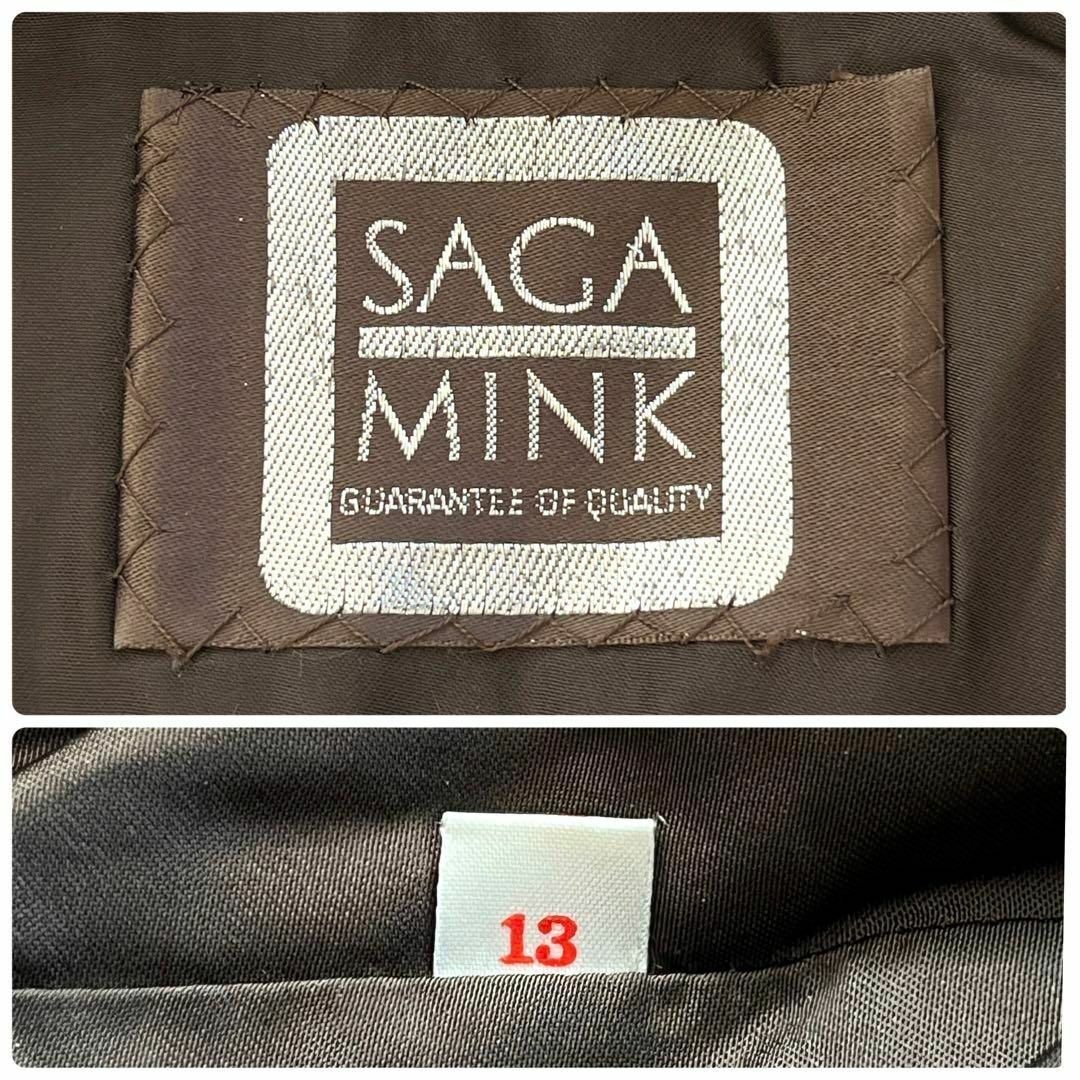 SAGA
MINK
GUARANTEE OF QUALITY
13